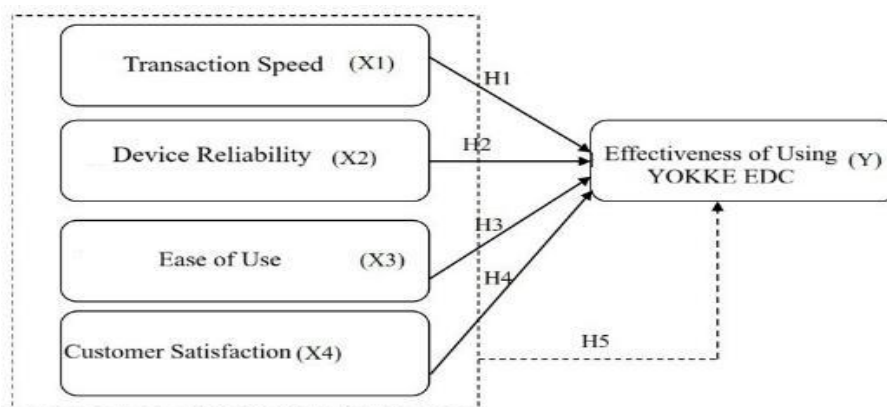 Transaction Speed (X1)
H1
Device Reliability (X2)
H2
Effectiveness of Using (Y)
YOKKE EDC
H3
Ease of Use (X3)
H4
Customer Satisfaction (X4)
H5